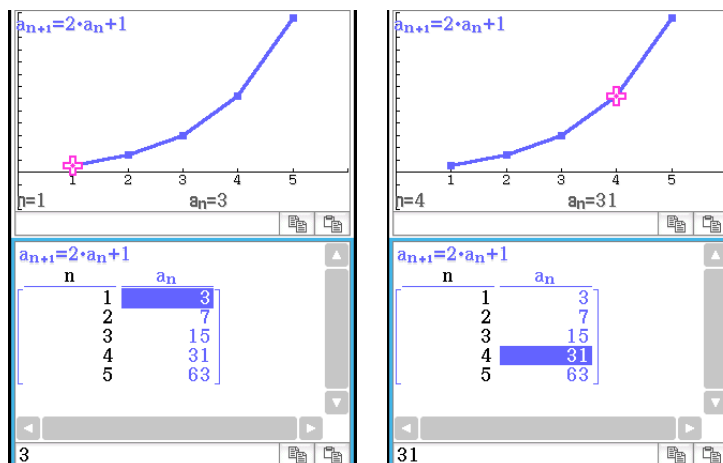 aₙ₊₁=2·aₙ+1
1 2 3 4 5
n=1 aₙ=3
aₙ₊₁=2·aₙ+1
n aₙ
1 3
2 7
3 15
4 31
5 63
3
aₙ₊₁=2·aₙ+1
1 2 3 4 5
n=4 aₙ=31
aₙ₊₁=2·aₙ+1
n aₙ
1 3
2 7
3 15
4 31
5 63
31